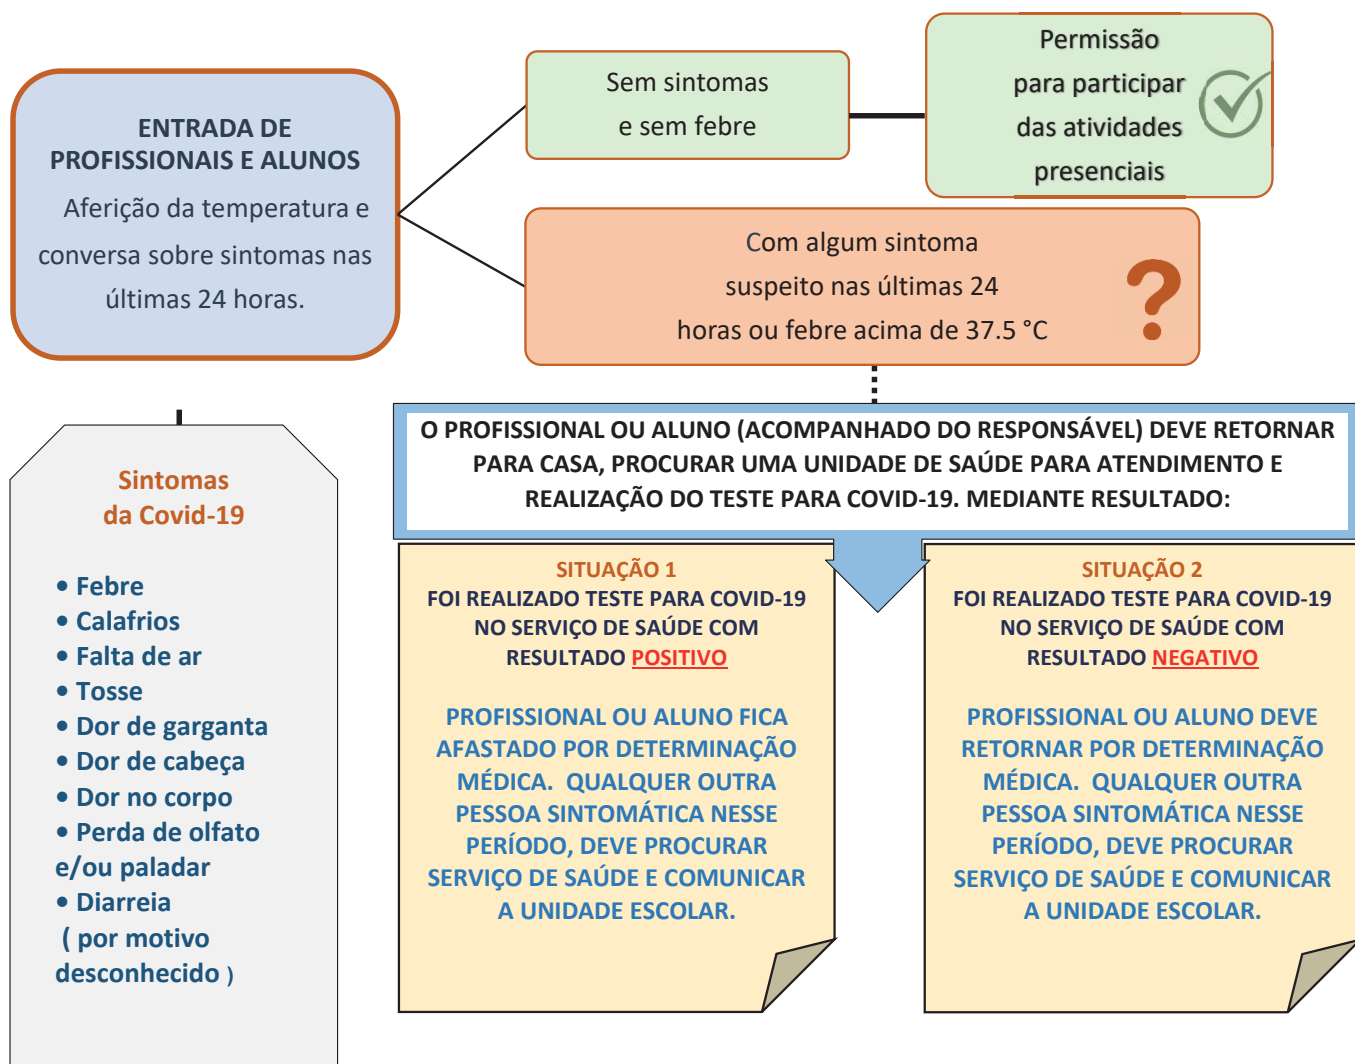 ENTRADA DE
PROFISSIONAIS E ALUNOS
Aferição da temperatura e
conversa sobre sintomas nas
últimas 24 horas.
Sem sintomas
e sem febre
Permissão
para participar
das atividades
presenciais
Com algum sintoma
suspeito nas últimas 24
horas ou febre acima de 37.5 °C
?
Sintomas
da Covid-19
• Febre
• Calafrios
• Falta de ar
• Tosse
• Dor de garganta
• Dor de cabeça
• Dor no corpo
• Perda de olfato
e/ou paladar
• Diarreia
( por motivo
desconhecido )
O PROFISSIONAL OU ALUNO (ACOMPANHADO DO RESPONSÁVEL) DEVE RETORNAR
PARA CASA, PROCURAR UMA UNIDADE DE SAÚDE PARA ATENDIMENTO E
REALIZAÇÃO DO TESTE PARA COVID-19. MEDIANTE RESULTADO:
SITUAÇÃO 1
FOI REALIZADO TESTE PARA COVID-19
NO SERVIÇO DE SAÚDE COM
RESULTADO POSITIVO
PROFISSIONAL OU ALUNO FICA
AFASTADO POR DETERMINAÇÃO
MÉDICA.  QUALQUER OUTRA
PESSOA SINTOMÁTICA NESSE
PERÍODO, DEVE PROCURAR
SERVIÇO DE SAÚDE E COMUNICAR
A UNIDADE ESCOLAR.
SITUAÇÃO 2
FOI REALIZADO TESTE PARA COVID-19
NO SERVIÇO DE SAÚDE COM
RESULTADO NEGATIVO
PROFISSIONAL OU ALUNO DEVE
RETORNAR POR DETERMINAÇÃO
MÉDICA.  QUALQUER OUTRA
PESSOA SINTOMÁTICA NESSE
PERÍODO, DEVE PROCURAR
SERVIÇO DE SAÚDE E COMUNICAR
A UNIDADE ESCOLAR.